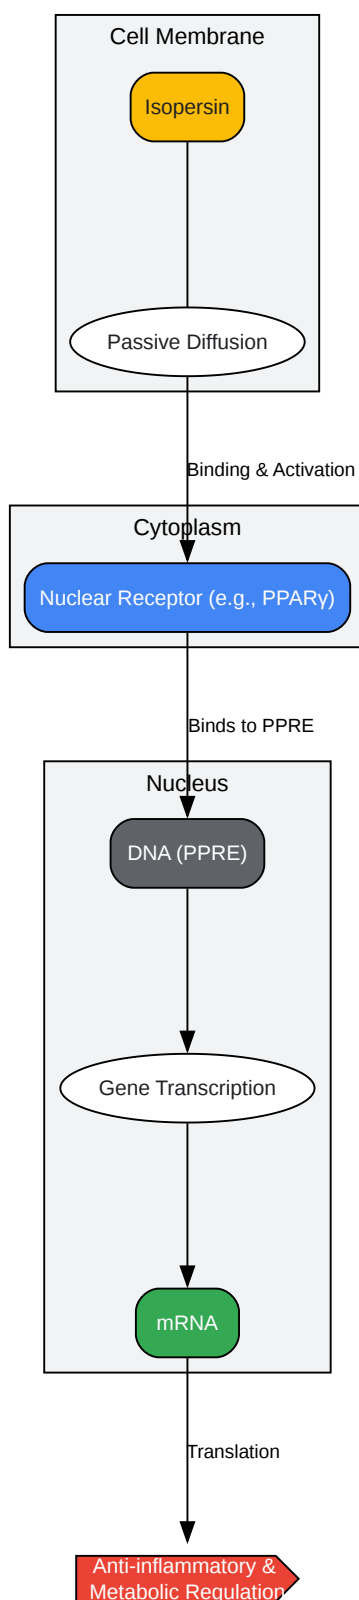 Cell Membrane
Isopersin
Passive Diffusion
Binding & Activation
Cytoplasm
Nuclear Receptor (e.g., PPARγ)
Binds to PPRE
Nucleus
DNA (PPRE)
Gene Transcription
mRNA
Translation
Anti-inflammatory &
Metabolic Regulation